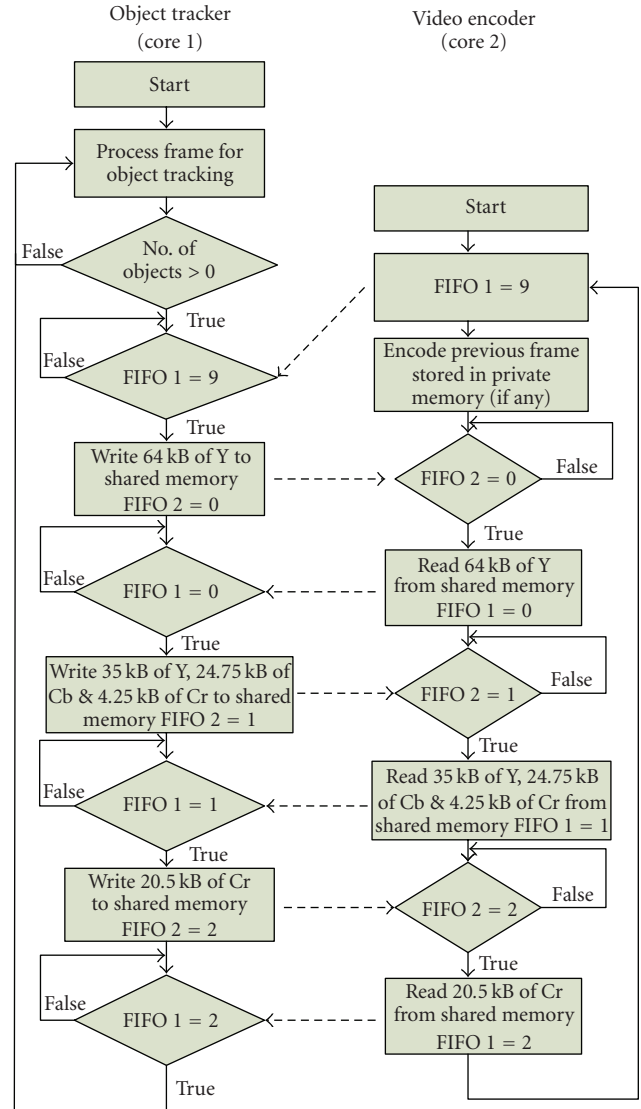 Object tracker
(core 1)
Start
Process frame for
object tracking
False
No. of
objects > 0
True
False
FIFO 1 = 9
True
Write 64 kB of Y to
shared memory
FIFO 2 = 0
False
FIFO 1 = 0
True
Write 35 kB of Y, 24.75 kB of
Cb & 4.25 kB of Cr to shared
memory FIFO 2 = 1
False
FIFO 1 = 1
True
Write 20.5 kB of Cr
to shared memory
FIFO 2 = 2
False
FIFO 1 = 2
True
Video encoder
(core 2)
Start
FIFO 1 = 9
Encode previous frame
stored in private
memory (if any)
FIFO 2 = 0
False
True
Read 64 kB of Y
from shared memory
FIFO 1 = 0
FIFO 2 = 1
False
True
Read 35 kB of Y, 24.75 kB
of Cb & 4.25 kB of Cr from
shared memory FIFO 1 = 1
FIFO 2 = 2
False
True
Read 20.5 kB of Cr
from shared memory
FIFO 1 = 2